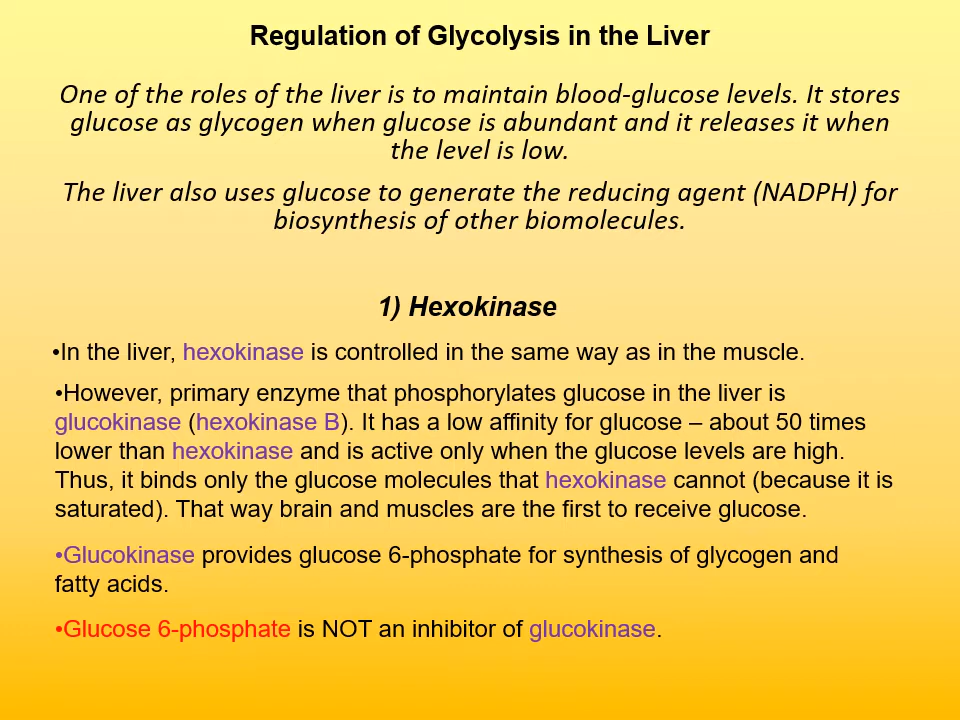 Regulation of Glycolysis in the Liver
One of the roles of the liver is to maintain blood-glucose levels. It stores
glucose as glycogen when glucose is abundant and it releases it when
the level is low.
The liver also uses glucose to generate the reducing agent (NADPH) for
biosynthesis of other biomolecules.
1) Hexokinase
•In the liver, hexokinase is controlled in the same way as in the muscle.
•However, primary enzyme that phosphorylates glucose in the liver is
glucokinase (hexokinase B). It has a low affinity for glucose – about 50 times
lower than hexokinase and is active only when the glucose levels are high.
Thus, it binds only the glucose molecules that hexokinase cannot (because it is
saturated). That way brain and muscles are the first to receive glucose.
•Glucokinase provides glucose 6-phosphate for synthesis of glycogen and
fatty acids.
•Glucose 6-phosphate is NOT an inhibitor of glucokinase.